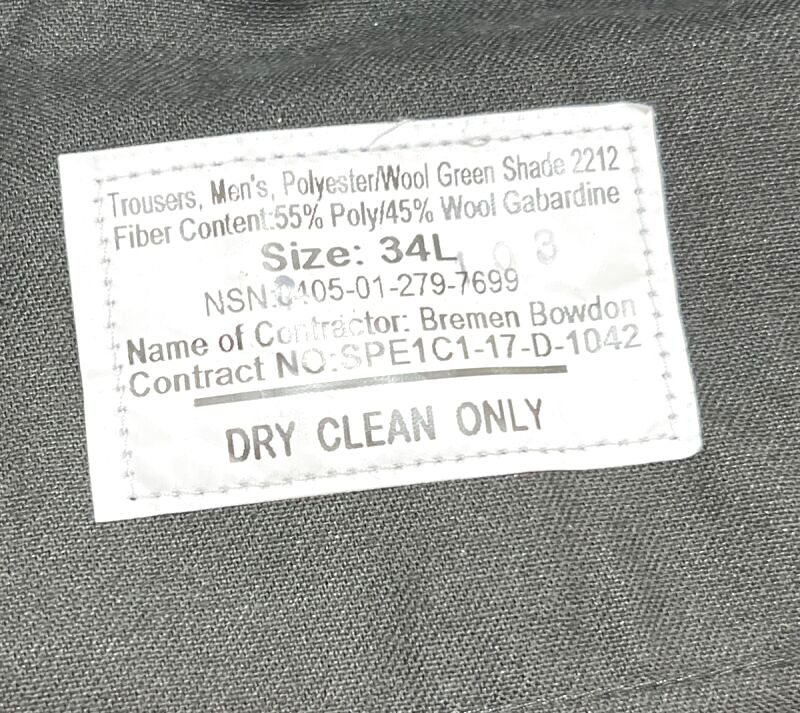 Trousers, Men's, Polyester/Wool Green Shade 2212
Fiber Content:55% Poly/45% Wool Gabardine
Size: 34L
NSN:8405-01-279-7699
Name of Contractor: Bremen Bowdon
Contract NO:SPE1C1-17-D-1042
DRY CLEAN ONLY